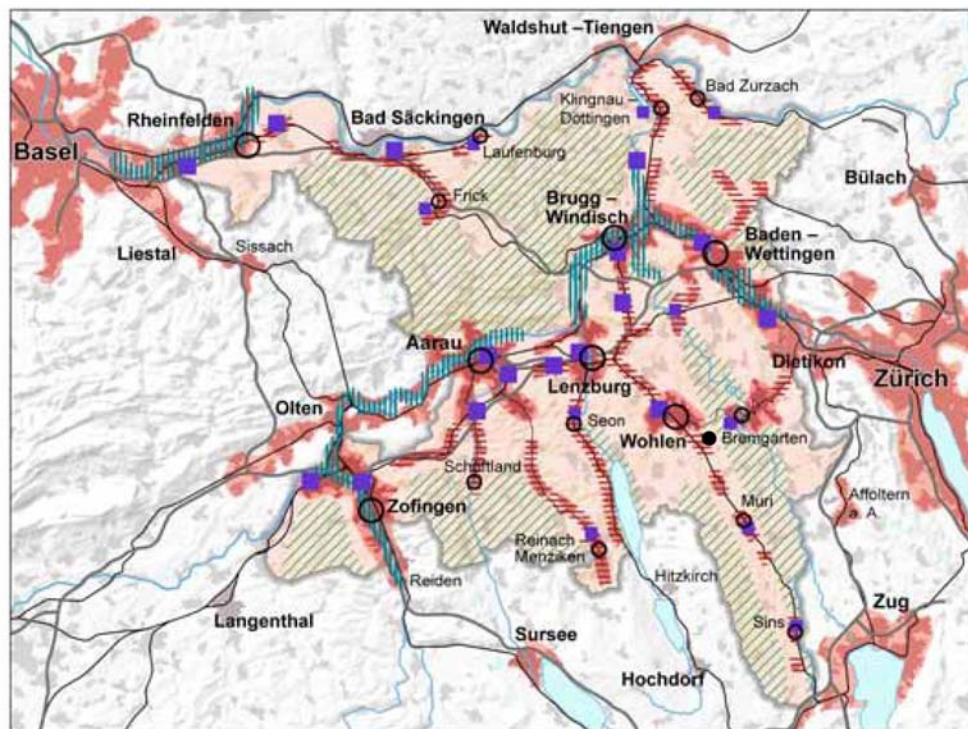 Waldshut –Tiengen
Bad Zurzach
Klingnau –
Döttingen
Rheinfelden
Bad Säckingen
Basel
Laufenburg
Bülach
Frick
Brugg –
Windisch
Baden –
Wettingen
Liestal
Sissach
Aarau
Dietikon
Zürich
Lenzburg
Olten
Seon
Wohlen
Bremgarten
Schöftland
Zofingen
Muri
Affoltern
a. A.
Reinach –
Menziken
Reiden
Hitzkirch
Langenthal
Zug
Sins
Sursee
Hochdorf